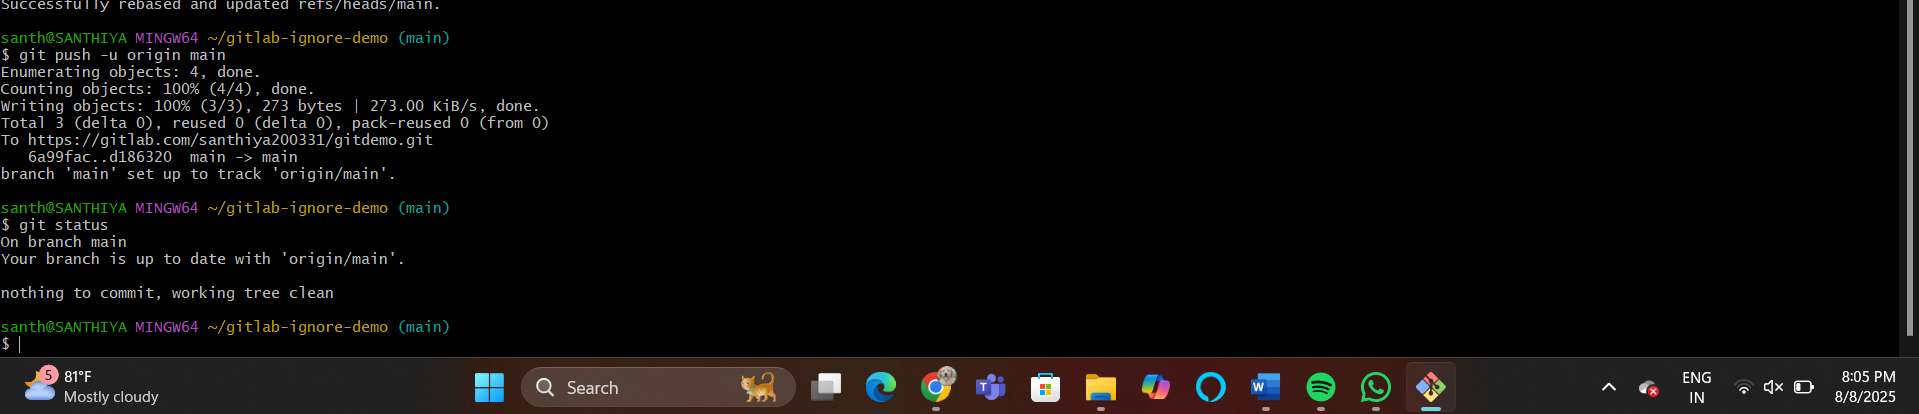 Successfully rebased and updated refs/heads/main.
santh@SANTHIYA MINGW64 ~/gitlab-ignore-demo (main)
$ git push -u origin main
Enumerating objects: 4, done.
Counting objects: 100% (4/4), done.
Writing objects: 100% (3/3), 273 bytes | 273.00 KiB/s, done.
Total 3 (delta 0), reused 0 (delta 0), pack-reused 0 (from 0)
To https://gitlab.com/santhiya200331/gitdemo.git
   6a99fac..d186320  main -> main
branch 'main' set up to track 'origin/main'.
santh@SANTHIYA MINGW64 ~/gitlab-ignore-demo (main)
$ git status
On branch main
Your branch is up to date with 'origin/main'.
nothing to commit, working tree clean
santh@SANTHIYA MINGW64 ~/gitlab-ignore-demo (main)
$
5
81°F
Mostly cloudy
Search
W
ENG
IN
8:05 PM
8/8/2025